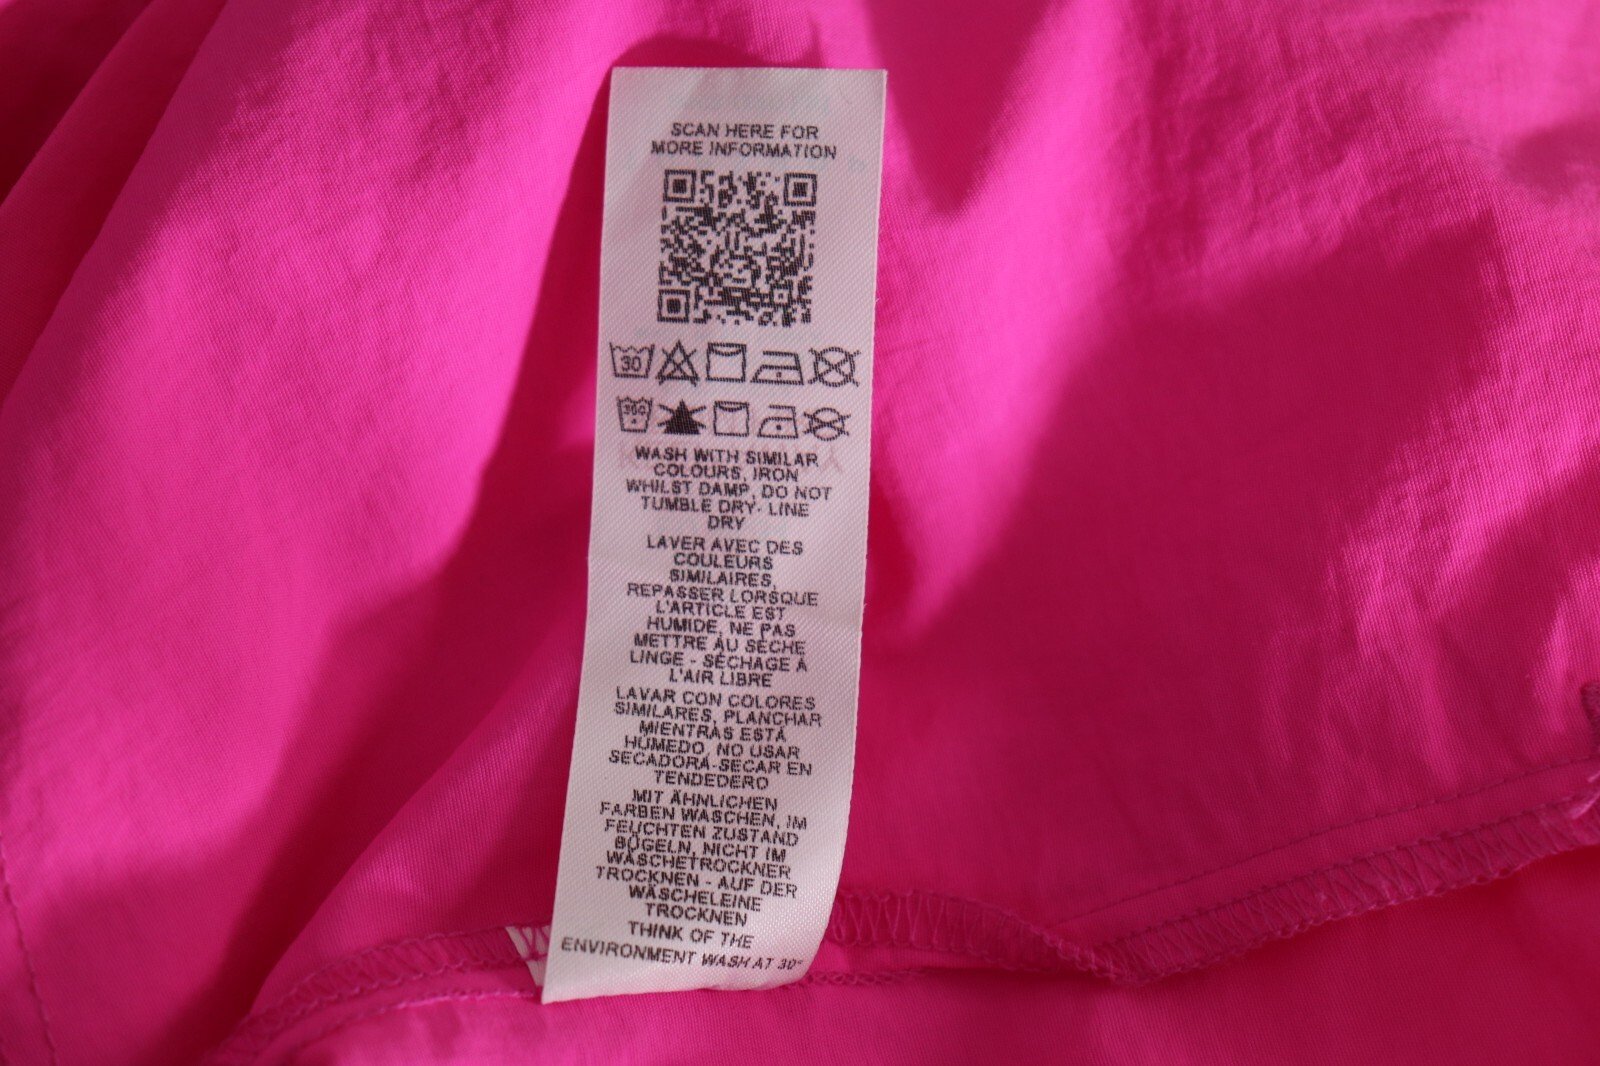 SCAN HERE FOR
MORE INFORMATION
30
30C
WASH WITH SIMILAR
COLOURS, IRON
WHILST DAMP, DO NOT
TUMBLE DRY- LINE
DRY
LAVER AVEC DES
COULEURS
SIMILAIRES,
REPASSER LORSQUE
L'ARTICLE EST
HUMIDE, NE PAS
METTRE AU SÈCHE
LINGE - SÉCHAGE À
L'AIR LIBRE
LAVAR CON COLORES
SIMILARES, PLANCHAR
MIENTRAS ESTÁ
HÚMEDO, NO USAR
SECADORA-SECAR EN
TENDEDERO
MIT ÄHNLICHEN
FARBEN WASCHEN, IM
FEUCHTEN ZUSTAND
BÜGELN, NICHT IM
WÄSCHETROCKNER
TROCKNEN - AUF DER
WÄSCHELEINE
TROCKNEN
THINK OF THE
ENVIRONMENT WASH AT 30°